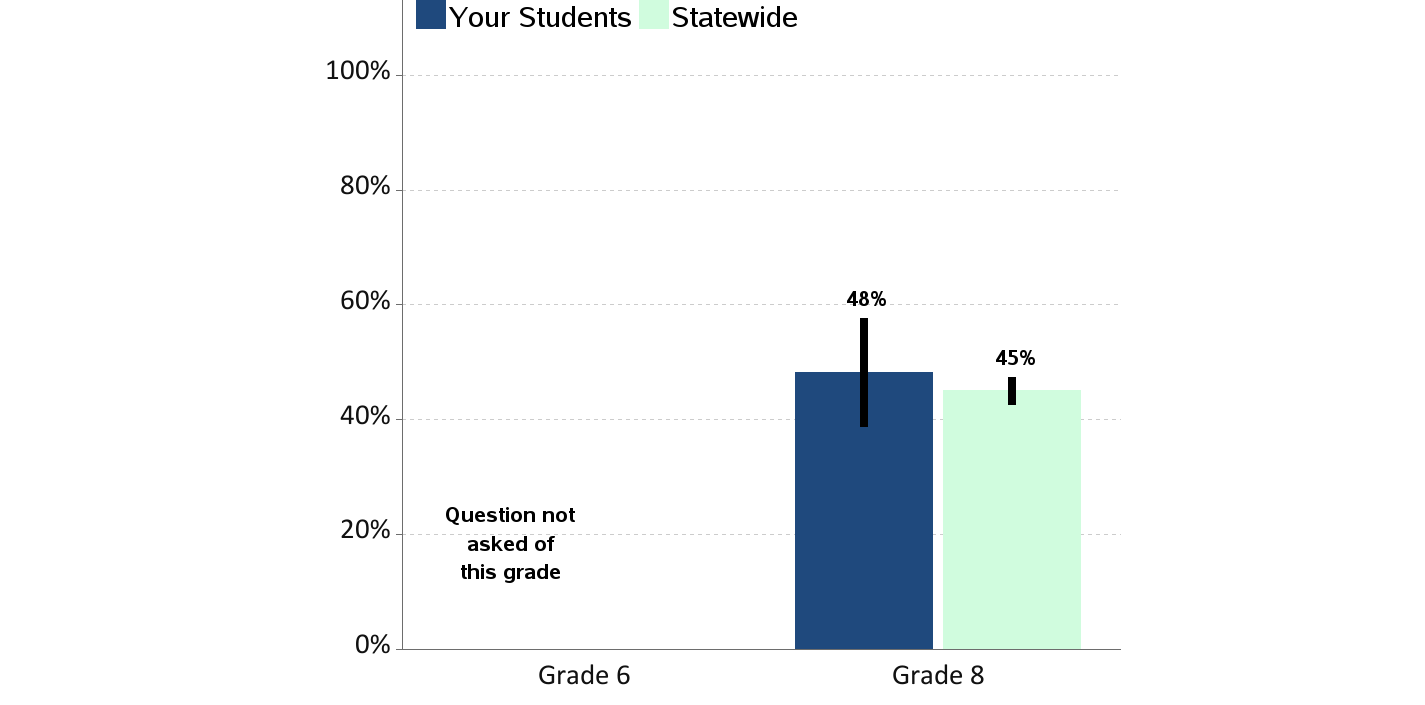 Your Students Statewide
100%
80%
60%
48%
45%
40%
Question not
20%
asked of
this grade
0%
Grade 6 Grade 8